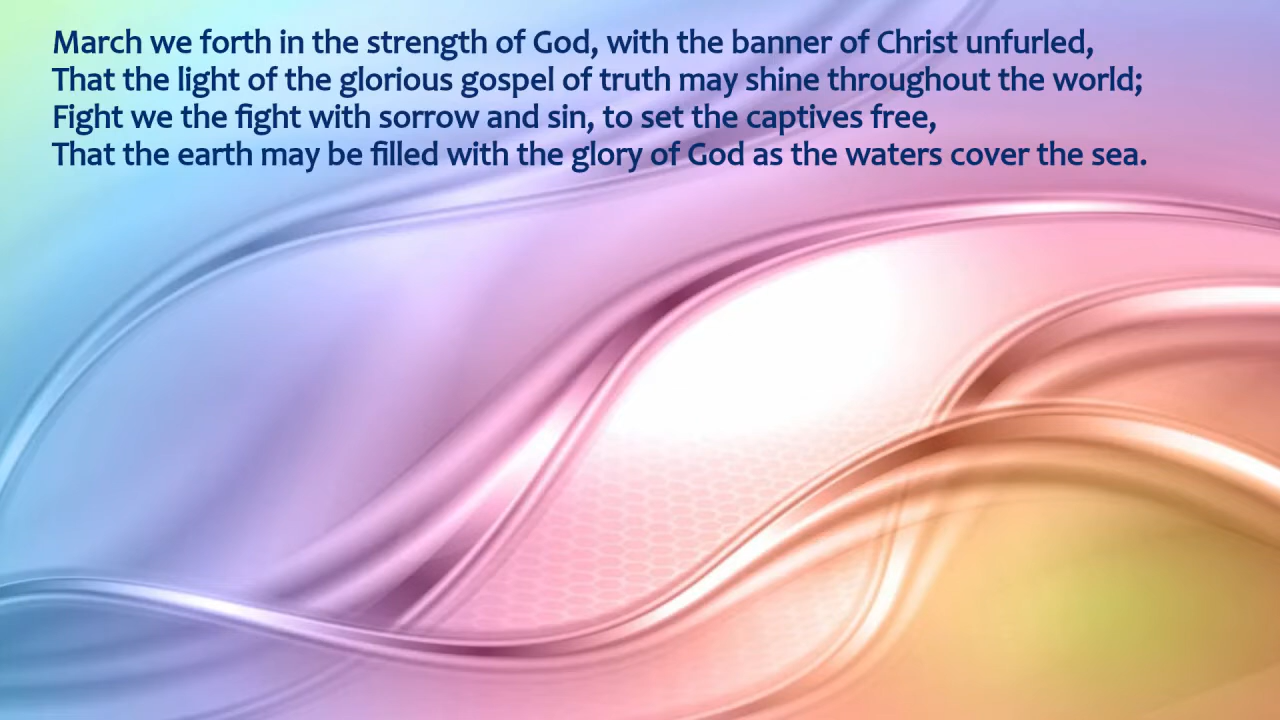 March we forth in the strength of God, with the banner of Christ unfurled,
That the light of the glorious gospel of truth may shine throughout the world;
Fight we the fight with sorrow and sin, to set the captives free,
That the earth may be filled with the glory of God as the waters cover the sea.